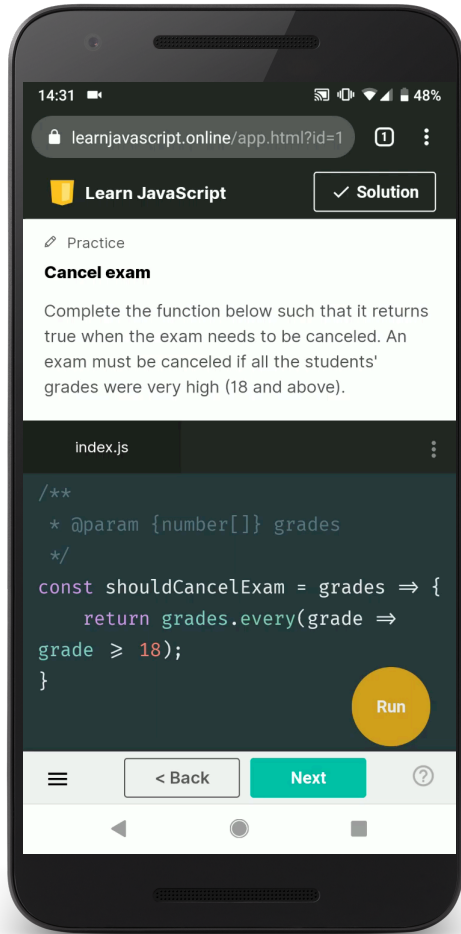 14:31 48%
learnjavascript.online/app.html?id=1 1
Learn JavaScript Solution
Practice
Cancel exam
Complete the function below such that it returns
true when the exam needs to be canceled. An
exam must be canceled if all the students'
grades were very high (18 and above).
index.js
/**
* @param {number[]} grades
*/
const shouldCancelExam = grades => {
return grades.every(grade =>
grade >= 18);
}
Run
< Back Next ?